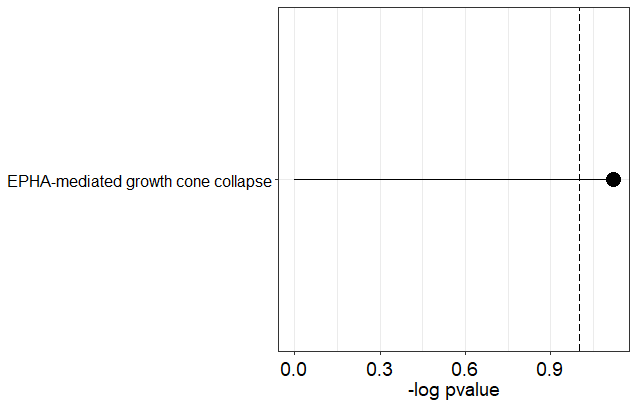 EPHA-mediated growth cone collapse
0.0 0.3 0.6 0.9
-log pvalue